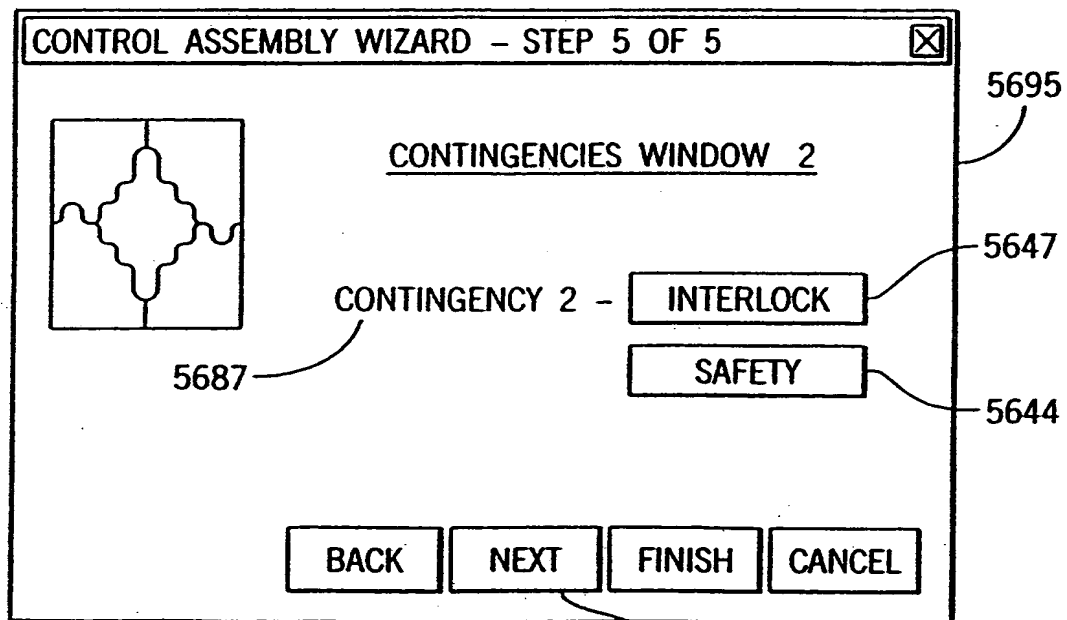 CONTROL ASSEMBLY WIZARD – STEP 5 OF 5
5695
CONTINGENCIES WINDOW 2
5647
CONTINGENCY 2 – INTERLOCK
5687
SAFETY
5644
BACK NEXT FINISH CANCEL